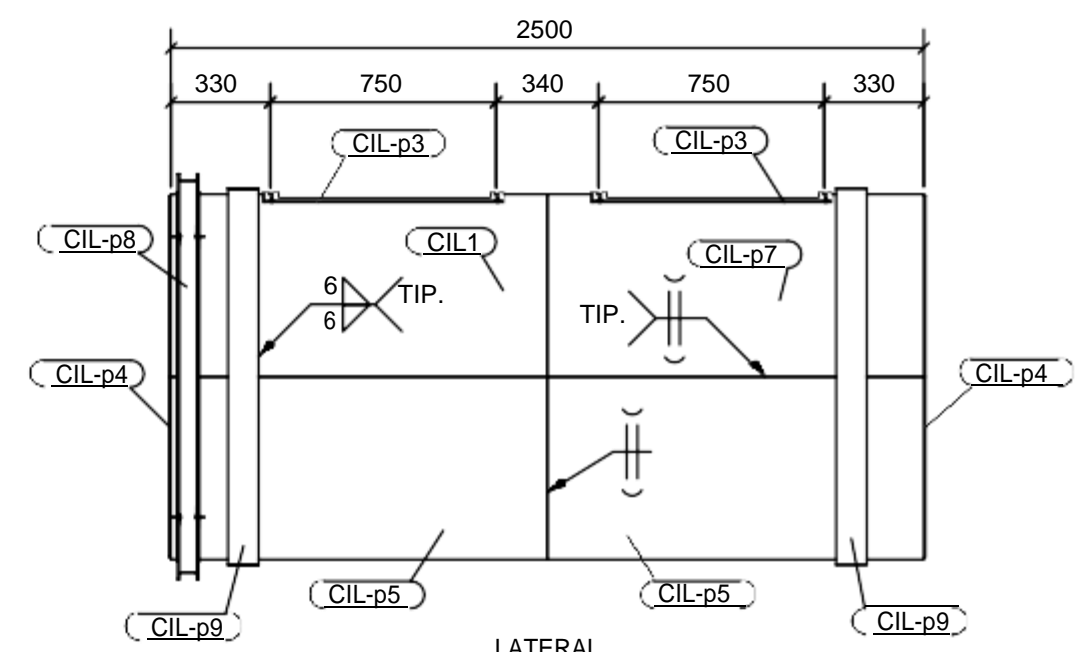 2500
330 750 340 750 330
CIL-p3 CIL-p3
CIL-p8 CIL1 CIL-p7
6 TIP. TIP.
6
CIL-p4 CIL-p4
CIL-p5 CIL-p5
CIL-p9 CIL-p9
LATERAL